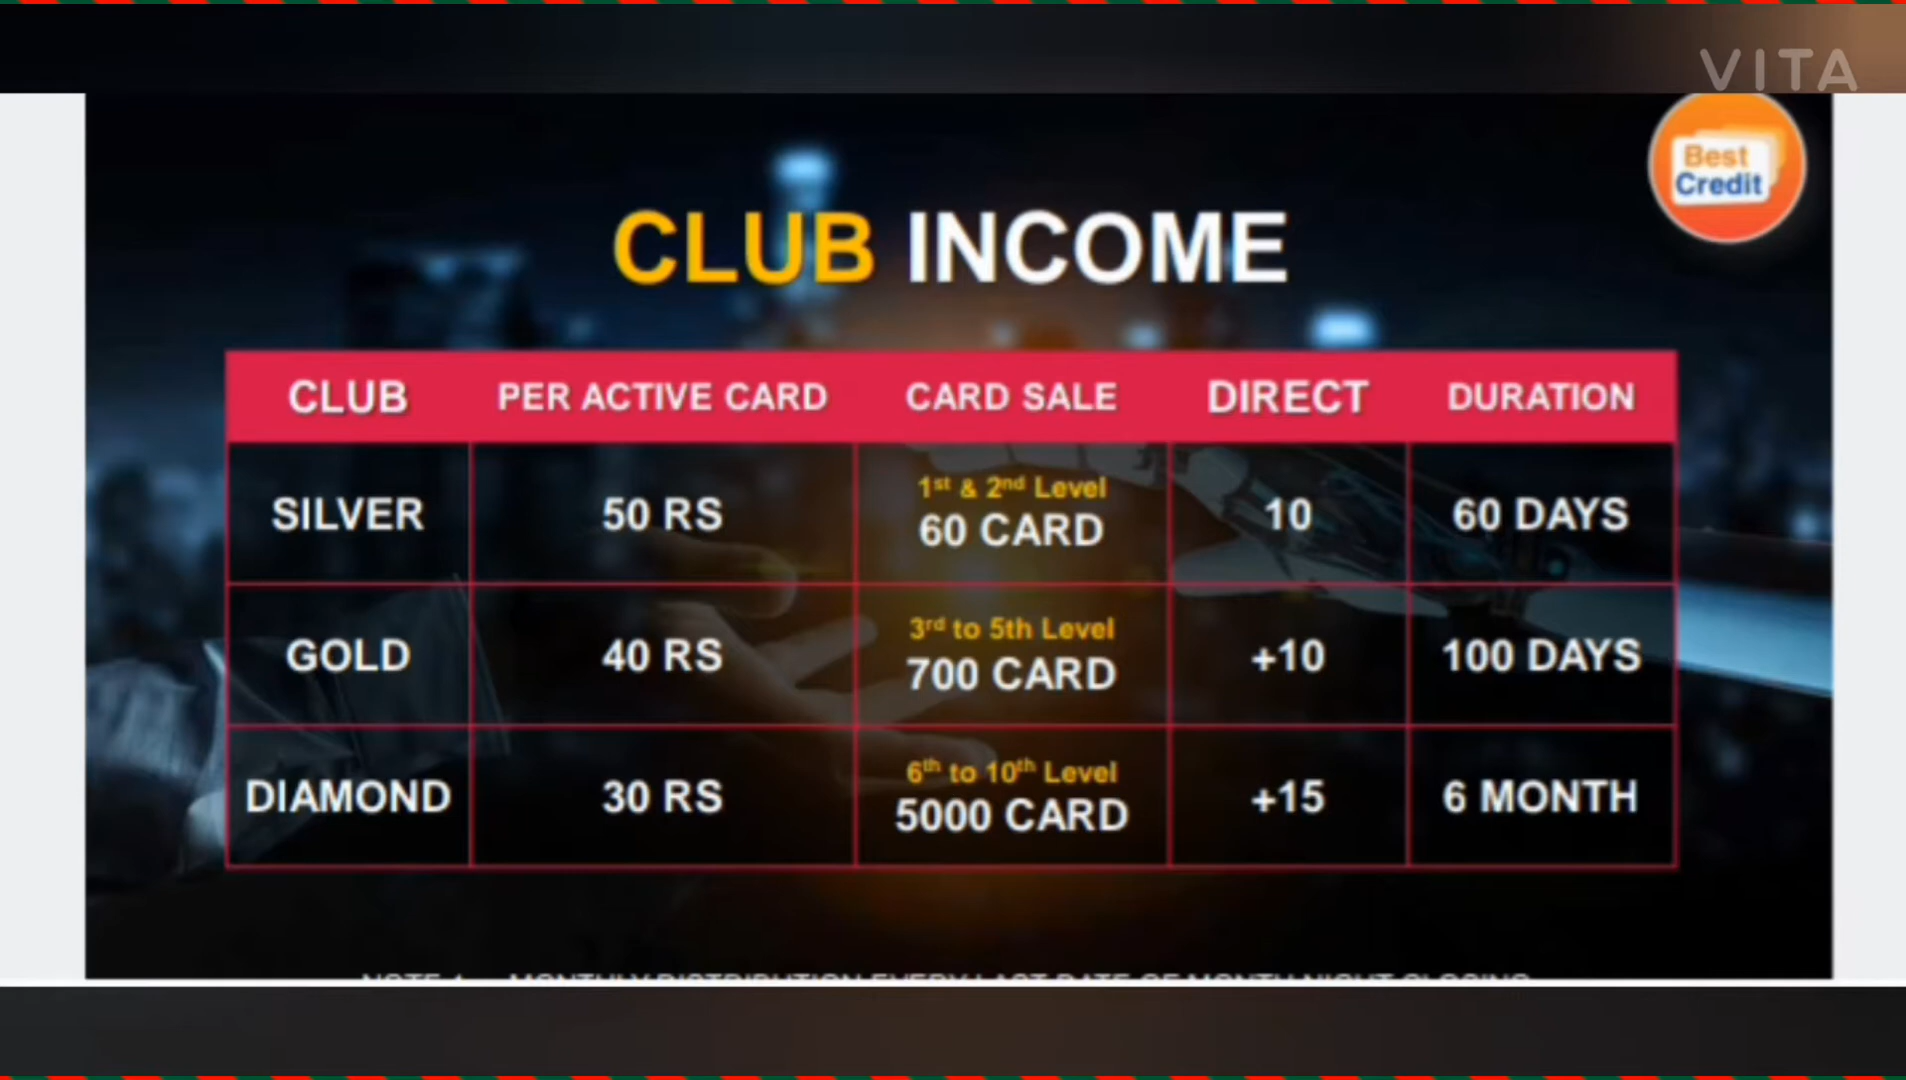 VITA
Best
Credit
CLUB INCOME
CLUB PER ACTIVE CARD CARD SALE DIRECT DURATION
1st & 2nd Level
SILVER 50 RS 60 CARD 10 60 DAYS
3rd to 5th Level
GOLD 40 RS 700 CARD +10 100 DAYS
6th to 10th Level
DIAMOND 30 RS 5000 CARD +15 6 MONTH